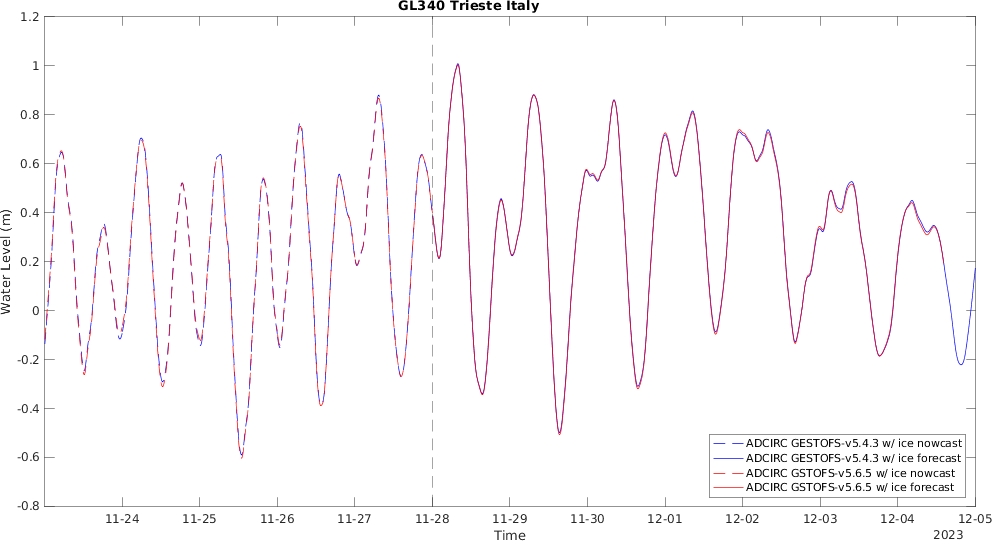 GL340 Trieste Italy
1.2
1
0.8
0.6
0.4
0.2
0
-0.2
-0.4
-0.6
-0.8
Water Level (m)
ADCIRC GESTOFS-v5.4.3 w/ ice nowcast
ADCIRC GESTOFS-v5.4.3 w/ ice forecast
ADCIRC GSTOFS-v5.6.5 w/ ice nowcast
ADCIRC GSTOFS-v5.6.5 w/ ice forecast
11-24 11-25 11-26 11-27 11-28 11-29 11-30 12-01 12-02 12-03 12-04 12-05
Time
2023